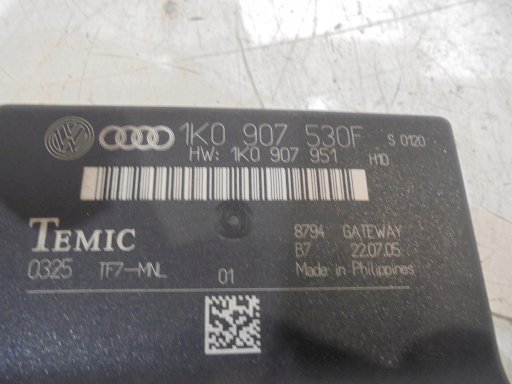 1K0 907 530F S 0120
HW: 1K0 907 951 H10
TEMIC
8794 GATEWAY
B7 22.07.05
0325 TF7-MNL 01
Made in Philippines